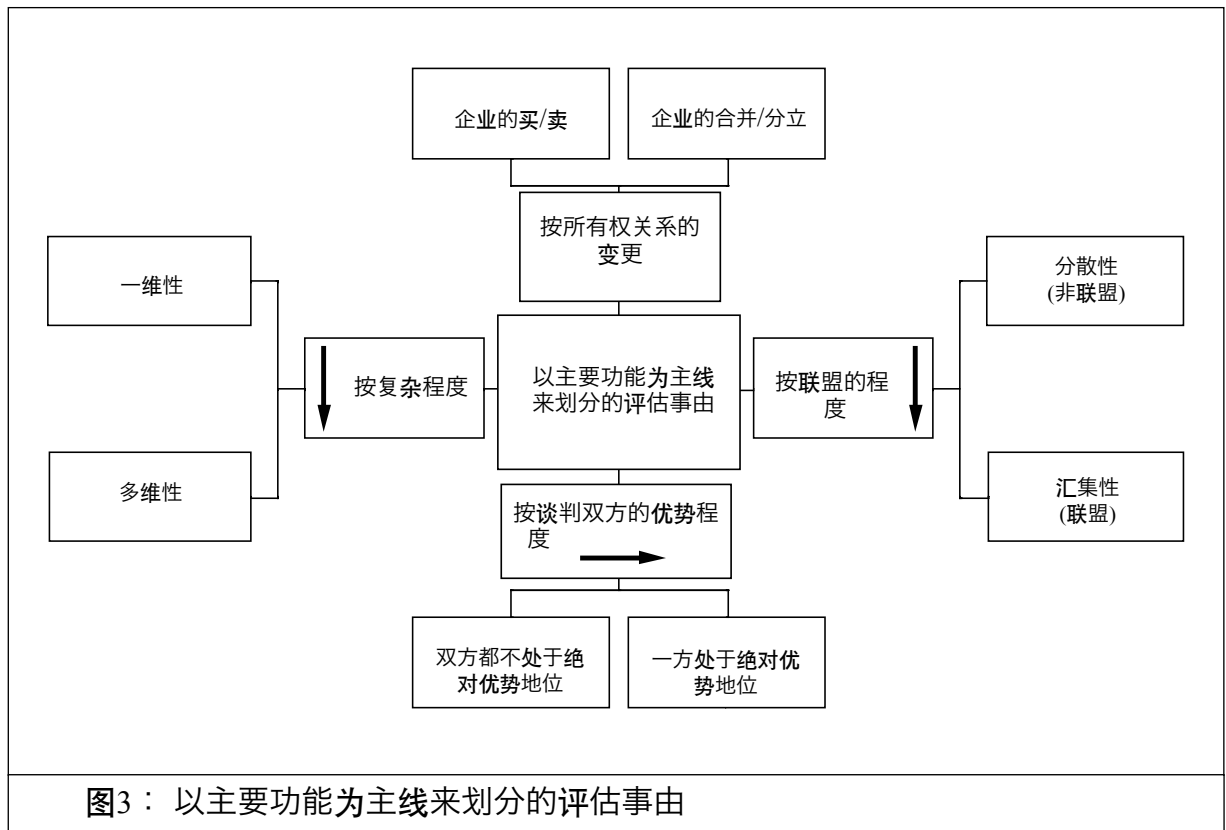 企业的买/卖
企业的合并/分立
按所有权关系的
变更
一维性
分散性
(非联盟)
按复杂程度
以主要功能为主线
来划分的评估事由
按联盟的程
度
多维性
汇集性
(联盟)
按谈判双方的优势程
度
双方都不处于绝
对优势地位
一方处于绝对优
势地位
图3： 以主要功能为主线来划分的评估事由